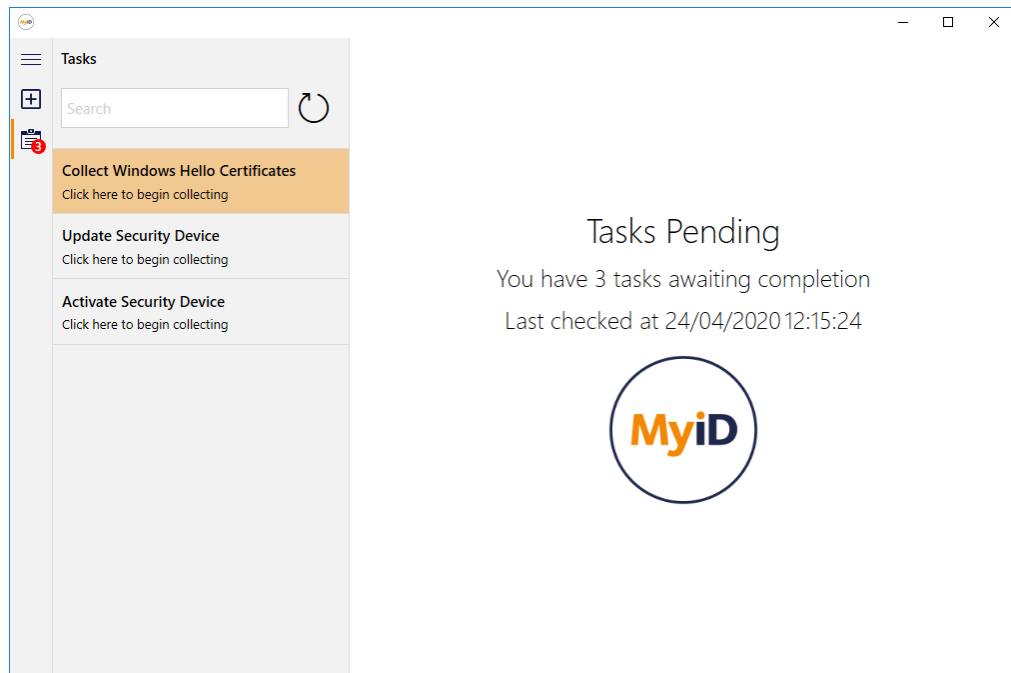 MyiD
Tasks
Search
3
Collect Windows Hello Certificates
Click here to begin collecting
Update Security Device
Click here to begin collecting
Activate Security Device
Click here to begin collecting
Tasks Pending
You have 3 tasks awaiting completion
Last checked at 24/04/2020 12:15:24
MyiD